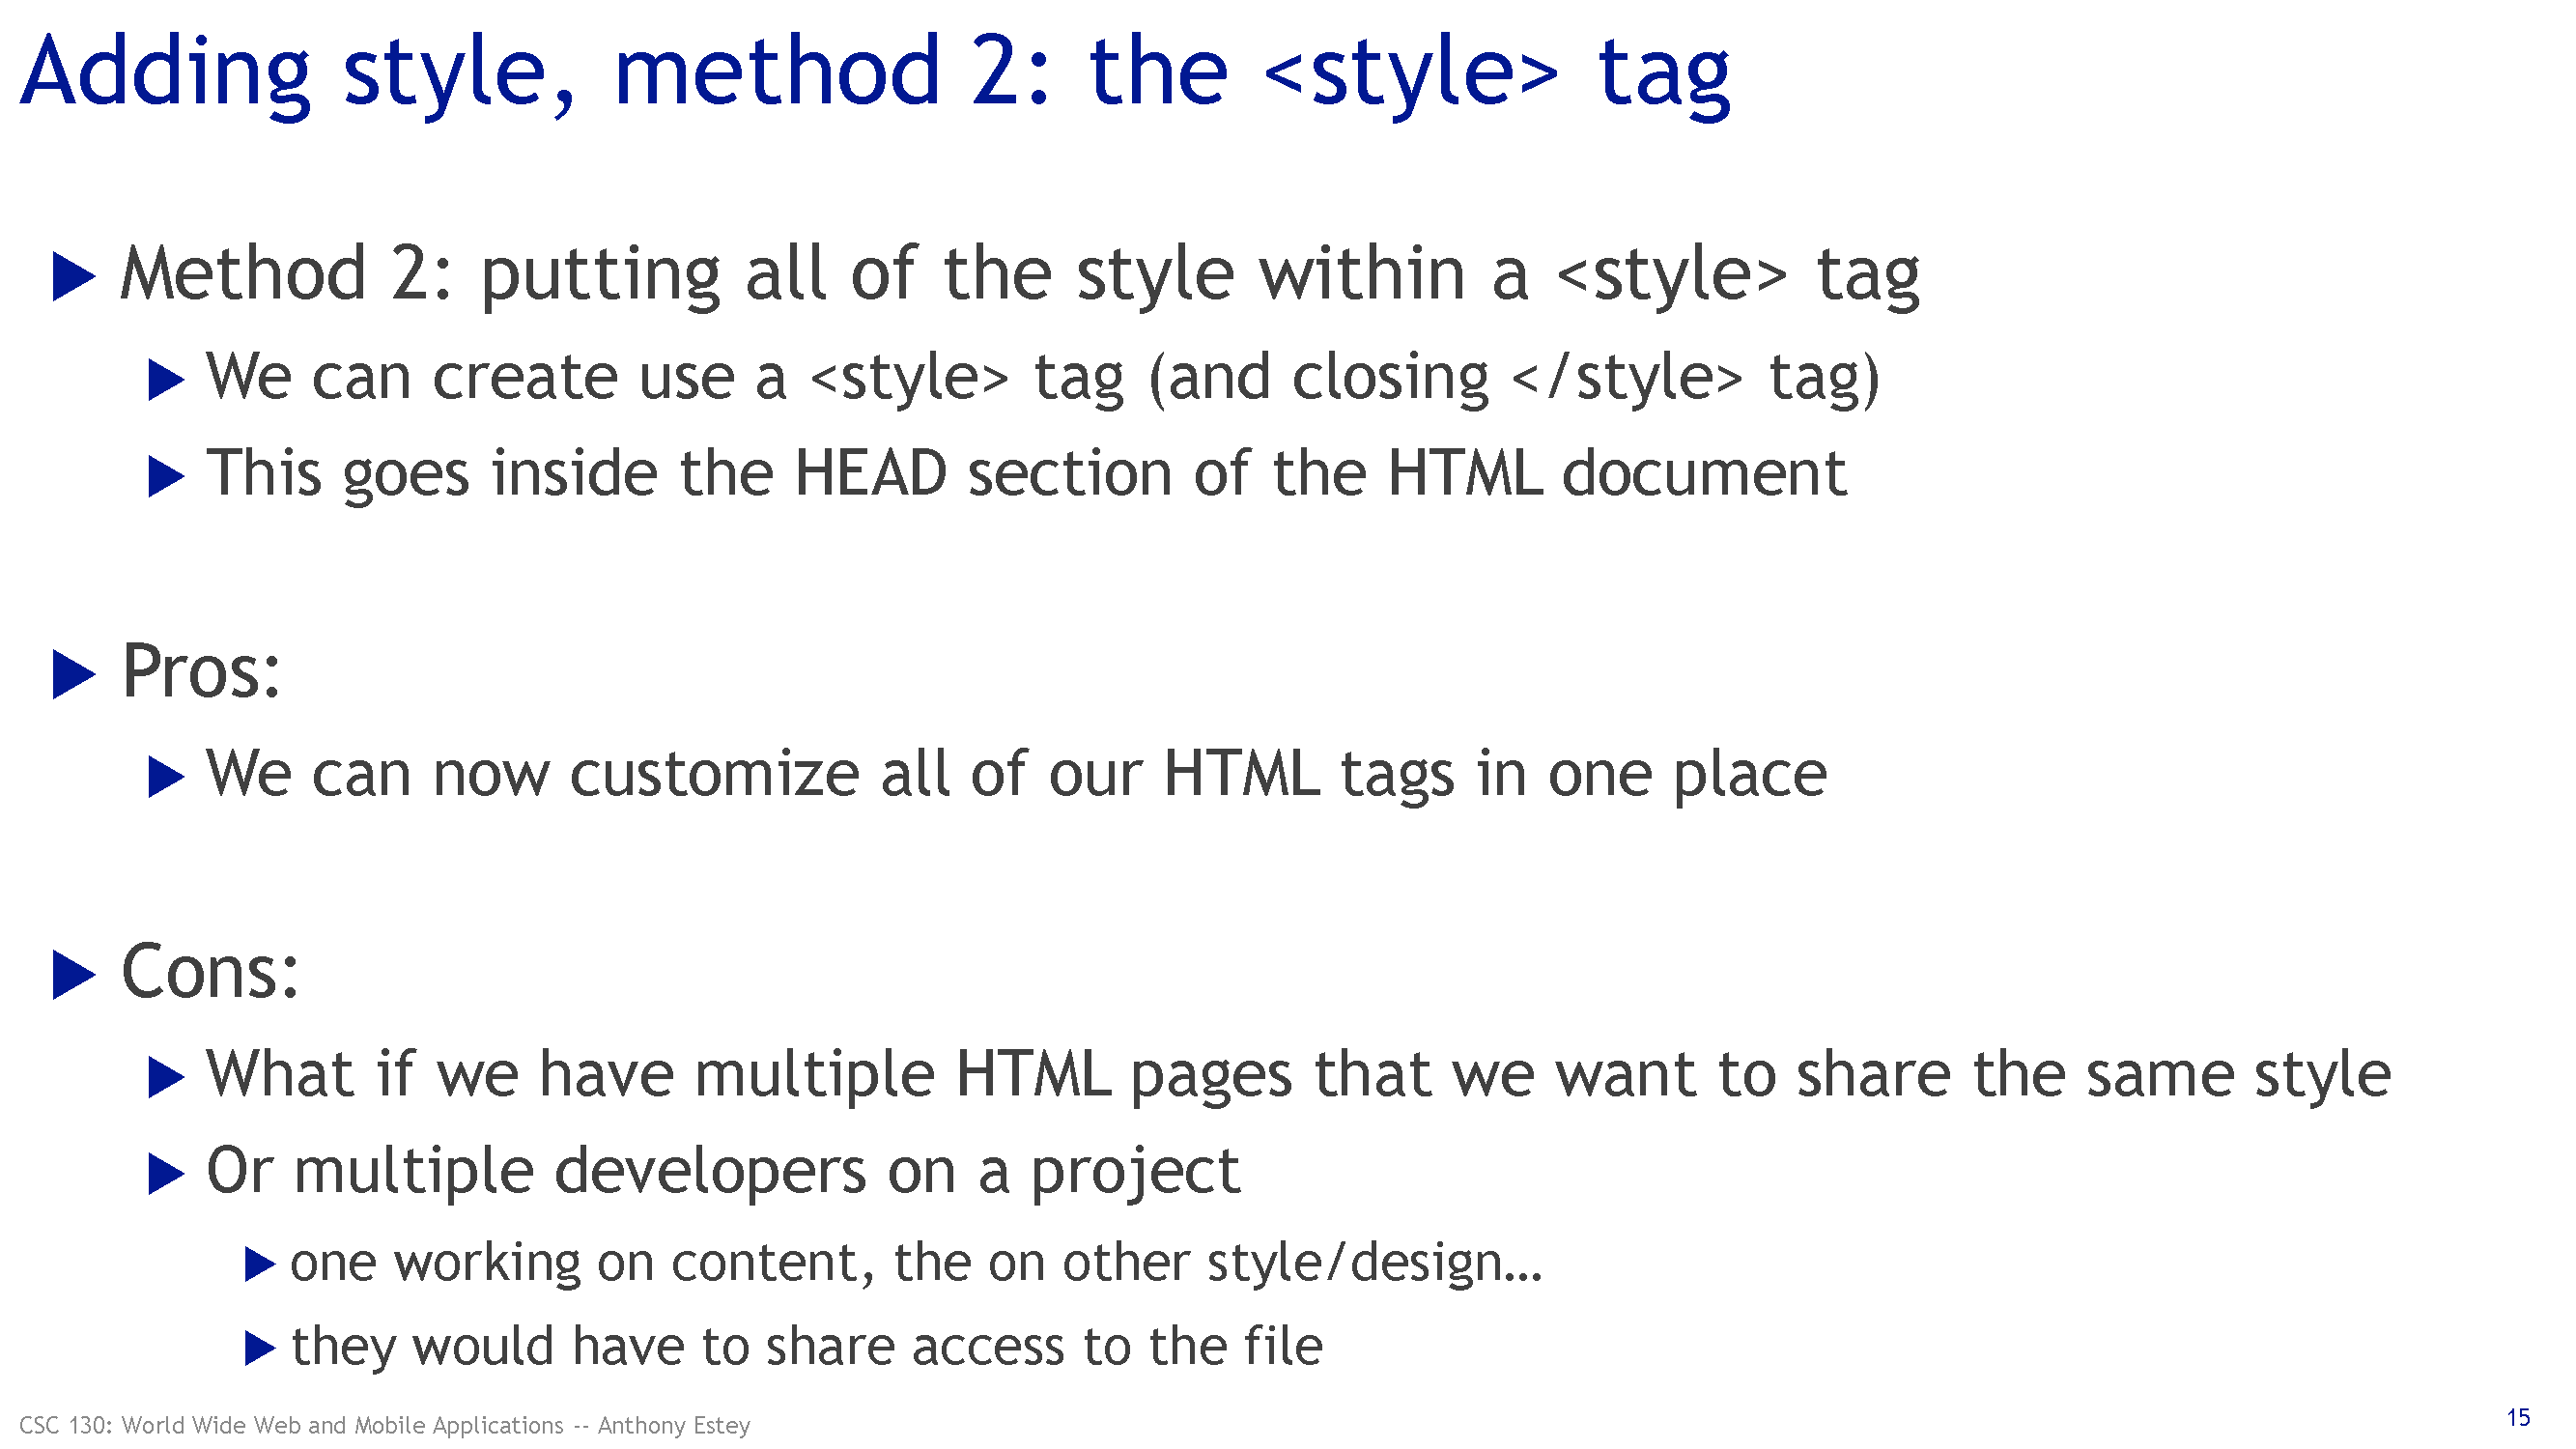 Adding style, method 2: the <style> tag
Method 2: putting all of the style within a <style> tag
We can create use a <style> tag (and closing </style> tag)
This goes inside the HEAD section of the HTML document
Pros:
We can now customize all of our HTML tags in one place
Cons:
What if we have multiple HTML pages that we want to share the same style
Or multiple developers on a project
one working on content, the on other style/design…
they would have to share access to the file
CSC 130: World Wide Web and Mobile Applications -- Anthony Estey
15